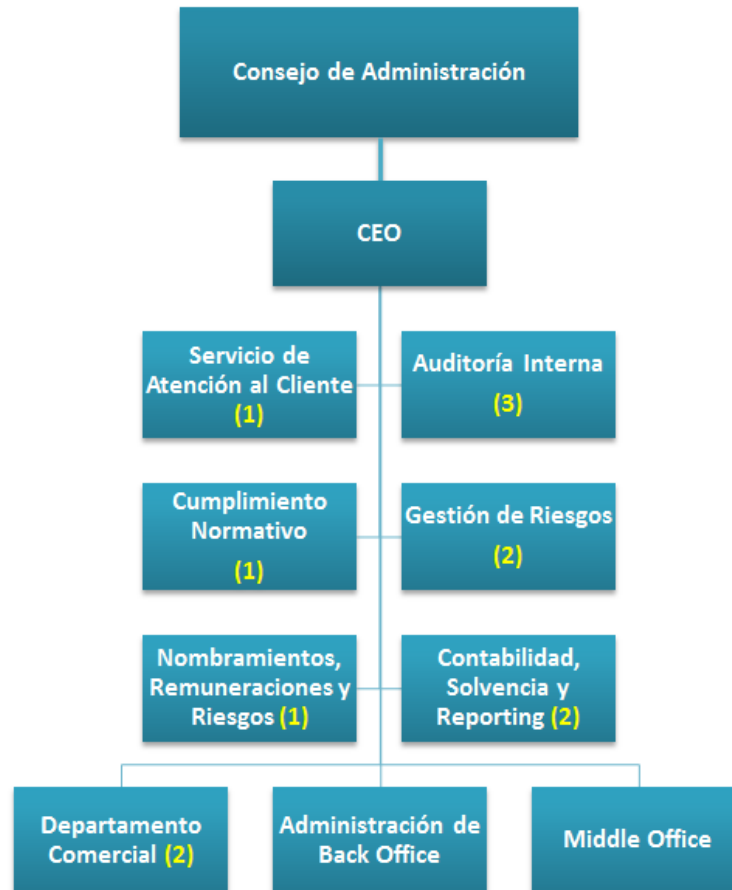 Consejo de Administración
CEO
Servicio de
Atención al Cliente
(1)
Auditoría Interna
(3)
Cumplimiento
Normativo
(1)
Gestión de Riesgos
(2)
Nombramientos,
Remuneraciones y
Riesgos (1)
Contabilidad,
Solvencia y
Reporting (2)
Departamento
Comercial (2)
Administración de
Back Office
Middle Office